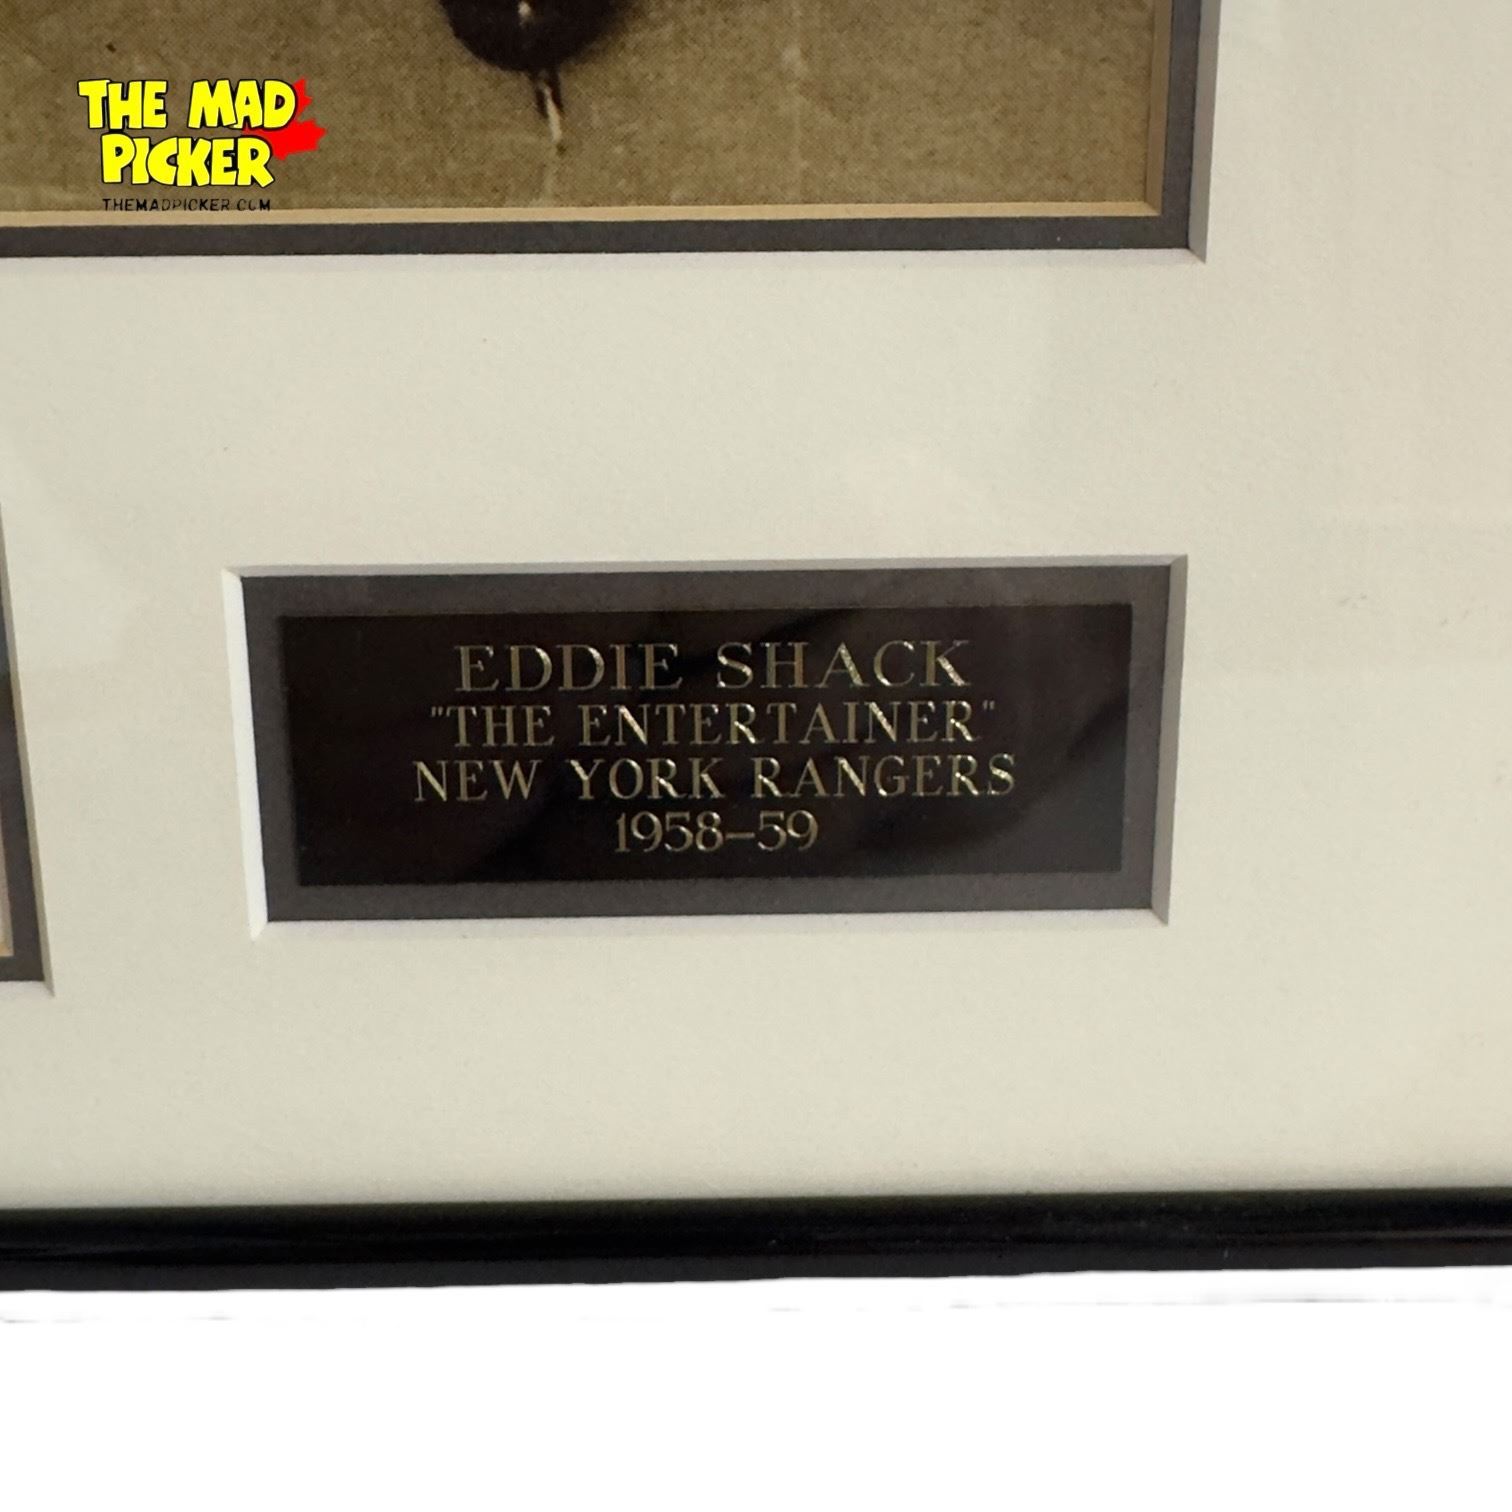 THE MAD
PICKER
THEMADPICKER.COM
EDDIE SHACK
"THE ENTERTAINER"
NEW YORK RANGERS
1958-59